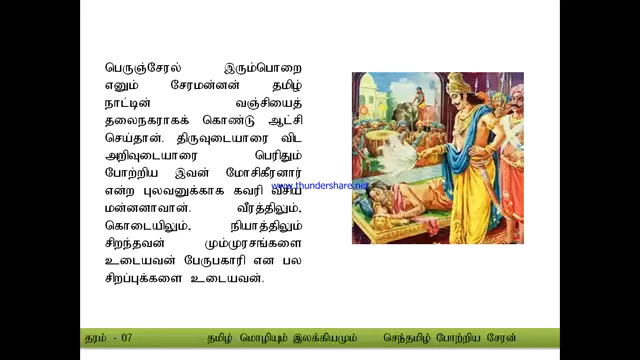 பெருஞ்சேரல் இரும்பொறை
எனும் சேரமன்னன் தமிழ்
நாட்டின் வஞ்சியைத்
தலைநகராகக் கொண்டு ஆட்சி
செய்தான். திருவுடையாரை விட
அறிவுடையாரை பெரிதும்
போற்றிய இவன் மோசிகீரனார்
www.thundershare.net
என்ற புலவனுக்காக கவரி வீசிய
மன்னனாவான். வீரத்திலும்,
கொடையிலும், நியாத்திலும்
சிறந்தவன் மும்முரசங்களை
உடையவன் பேருபகாரி என பல
சிறப்புக்களை உடையவன்.
தரம் - 07 தமிழ் மொழியும் இலக்கியமும் செந்தமிழ் போற்றிய சேரன்